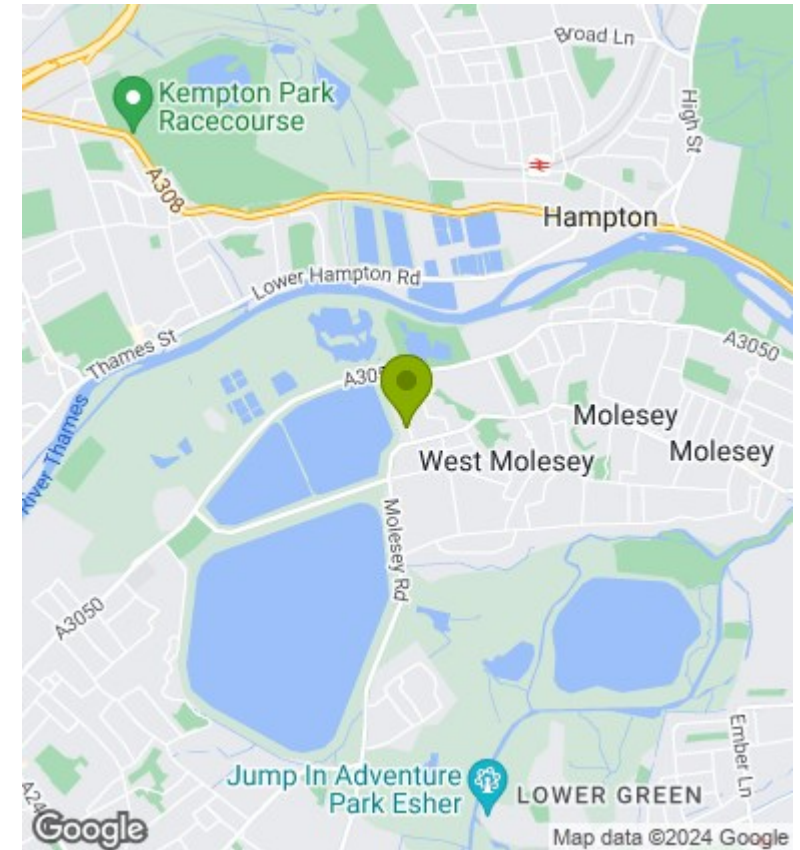 Broad Ln
Kempton Park
Racecourse
High St
A308
Hampton
Lower Hampton Rd
Thames St
A3050
River Thames
Molesey
Molesey
West Molesey
Molesey Rd
A3050
Ember Ln
Jump In Adventure
Park Esher
LOWER GREEN
Google
Map data ©2024 Google